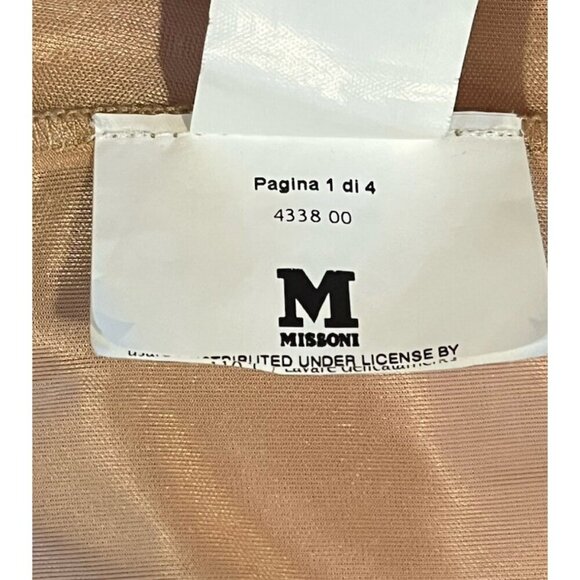 Pagina 1 di 4
4338 00
M
MISSONI
DISTRIBUTED UNDER LICENSE BY